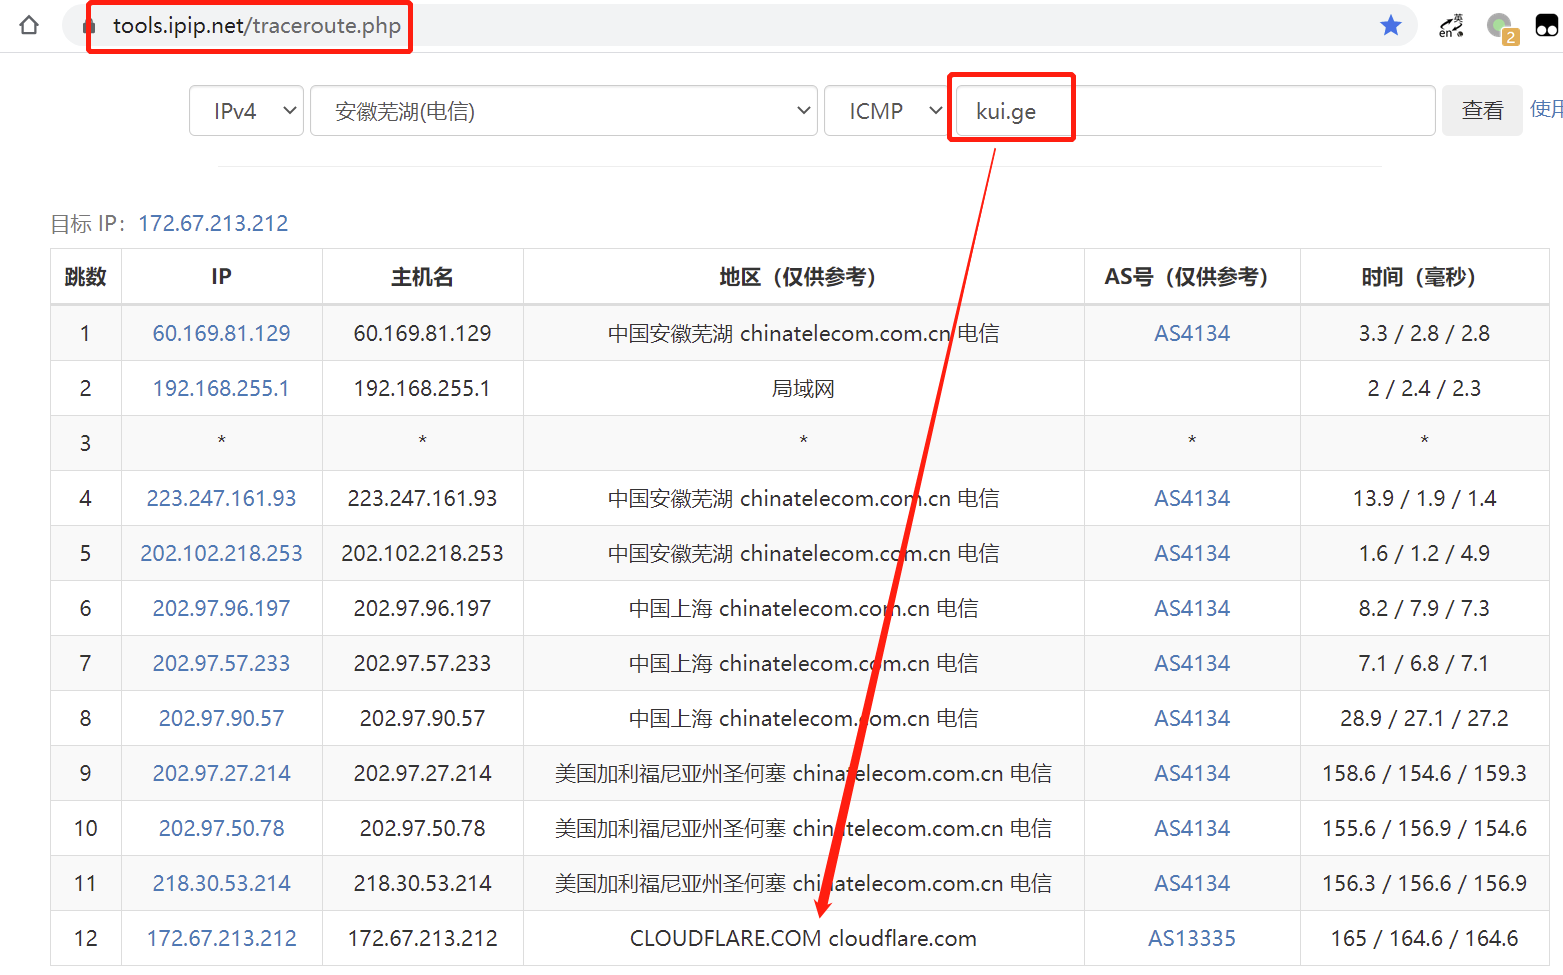 tools.ipip.net/traceroute.php
英
en
2
IPv4 安徽芜湖(电信) ICMP kui.ge 查看 使用
目标 IP：172.67.213.212
跳数 IP 主机名 地区（仅供参考） AS号（仅供参考） 时间（毫秒）
1 60.169.81.129 60.169.81.129 中国安徽芜湖 chinatelecom.com.cn 电信 AS4134 3.3 / 2.8 / 2.8
2 192.168.255.1 192.168.255.1 局域网 2 / 2.4 / 2.3
3 * * * * *
4 223.247.161.93 223.247.161.93 中国安徽芜湖 chinatelecom.com.cn 电信 AS4134 13.9 / 1.9 / 1.4
5 202.102.218.253 202.102.218.253 中国安徽芜湖 chinatelecom.com.cn 电信 AS4134 1.6 / 1.2 / 4.9
6 202.97.96.197 202.97.96.197 中国上海 chinatelecom.com.cn 电信 AS4134 8.2 / 7.9 / 7.3
7 202.97.57.233 202.97.57.233 中国上海 chinatelecom.com.cn 电信 AS4134 7.1 / 6.8 / 7.1
8 202.97.90.57 202.97.90.57 中国上海 chinatelecom.com.cn 电信 AS4134 28.9 / 27.1 / 27.2
9 202.97.27.214 202.97.27.214 美国加利福尼亚州圣何塞 chinatelecom.com.cn 电信 AS4134 158.6 / 154.6 / 159.3
10 202.97.50.78 202.97.50.78 美国加利福尼亚州圣何塞 chinatelecom.com.cn 电信 AS4134 155.6 / 156.9 / 154.6
11 218.30.53.214 218.30.53.214 美国加利福尼亚州圣何塞 chinatelecom.com.cn 电信 AS4134 156.3 / 156.6 / 156.9
12 172.67.213.212 172.67.213.212 CLOUDFLARE.COM cloudflare.com AS13335 165 / 164.6 / 164.6